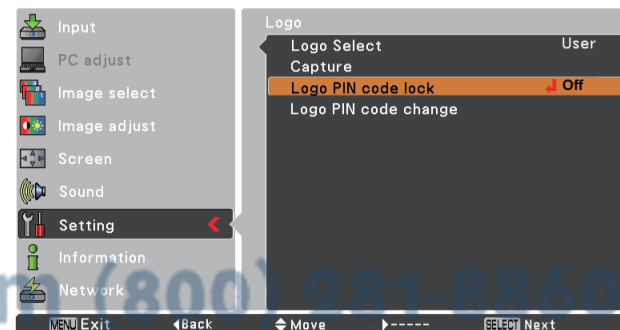 Input
PC adjust
Image select
Image adjust
Screen
Sound
Setting
Information
Network
Logo
Logo Select User
Capture
Logo PIN code lock Off
Logo PIN code change
m (800) 281-8860
MENU Exit Back Move ----- SELECT Next